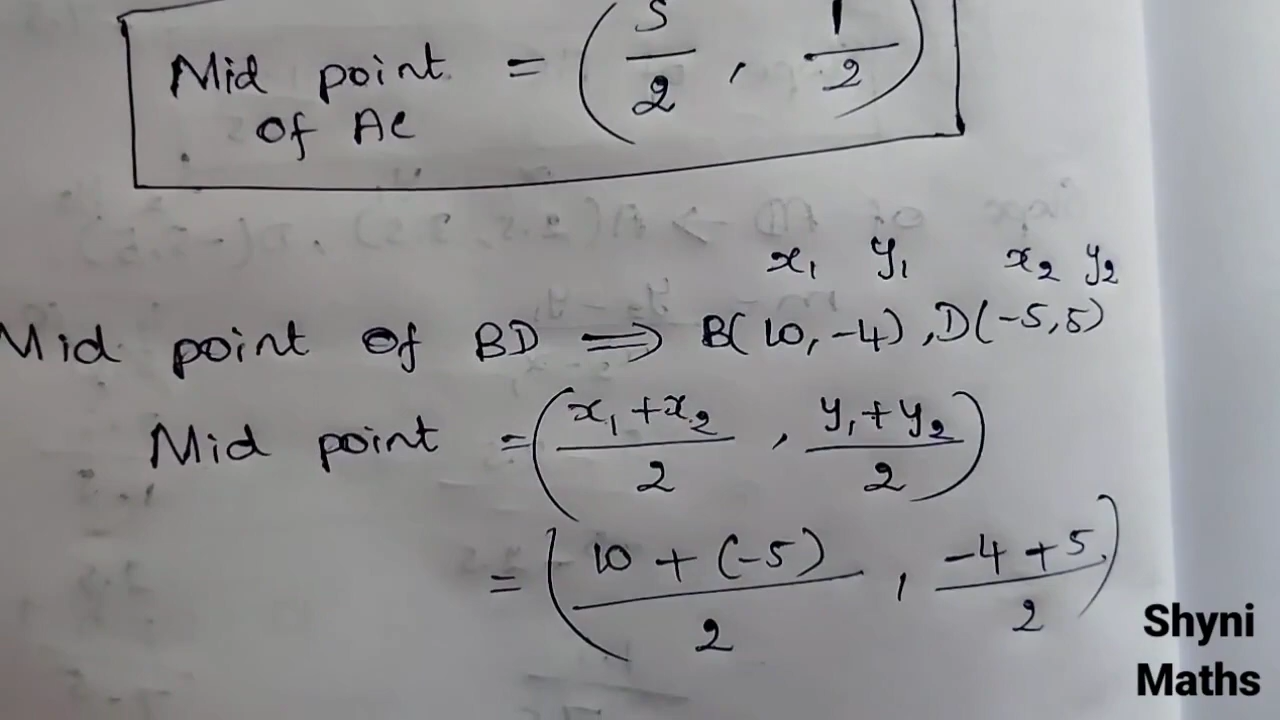 Mid point = (5/2, 1/2)
of AC
x₁ y₁ x₂ y₂
Mid point of BD ⟹ B(10,-4), D(-5,5)
Mid point = (x₁+x₂/2, y₁+y₂/2)
= (10+(-5)/2, -4+5/2)
Shyni
Maths